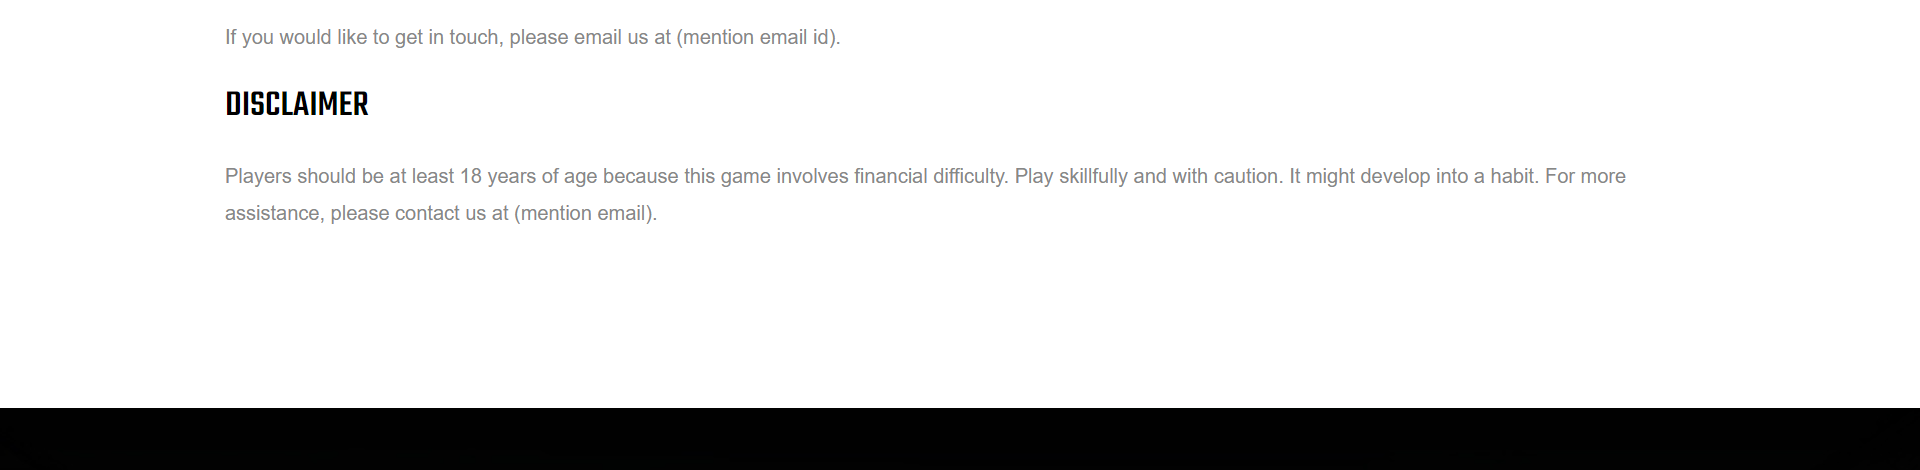 If you would like to get in touch, please email us at (mention email id).
DISCLAIMER
Players should be at least 18 years of age because this game involves financial difficulty. Play skillfully and with caution. It might develop into a habit. For more
assistance, please contact us at (mention email).